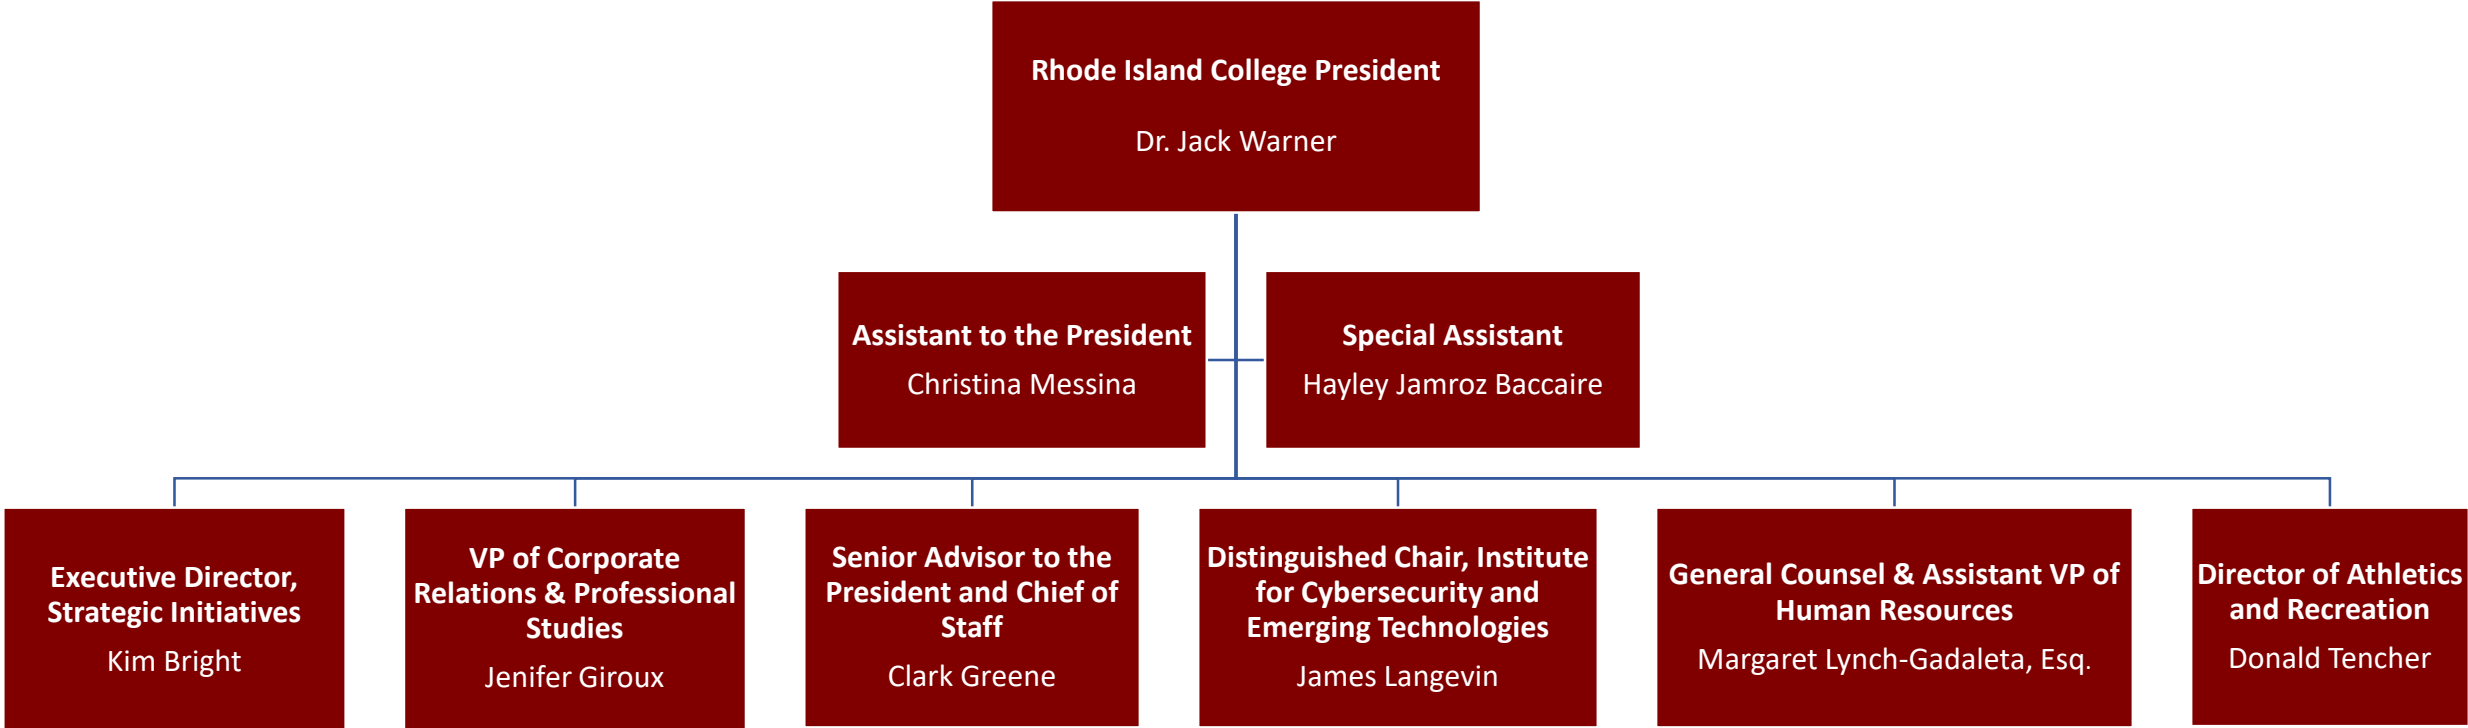 Rhode Island College President
Dr. Jack Warner
Assistant to the President
Christina Messina
Special Assistant
Hayley Jamroz Baccaire
Executive Director,
Strategic Initiatives
Kim Bright
VP of Corporate
Relations & Professional
Studies
Jenifer Giroux
Senior Advisor to the
President and Chief of
Staff
Clark Greene
Distinguished Chair, Institute
for Cybersecurity and
Emerging Technologies
James Langevin
General Counsel & Assistant VP of
Human Resources
Margaret Lynch-Gadaleta, Esq.
Director of Athletics
and Recreation
Donald Tencher